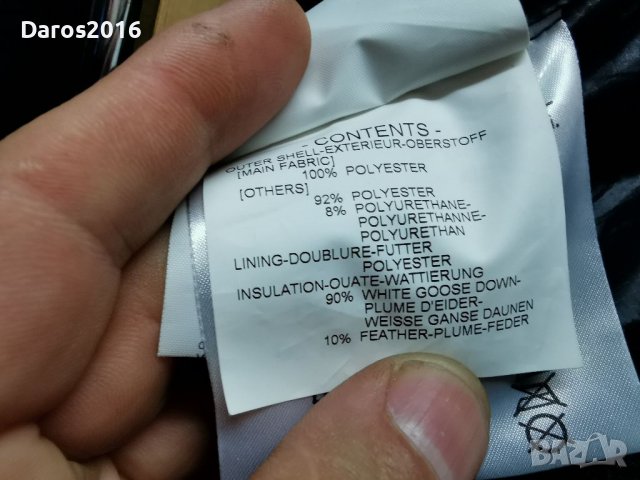 Daros2016
- CONTENTS -
OUTER SHELL-EXTERIEUR-OBERSTOFF
[MAIN FABRIC]
100% POLYESTER
[OTHERS]
92% POLYESTER
8% POLYURETHANE-
POLYURETHANNE-
POLYURETHAN
LINING-DOUBLURE-FUTTER
POLYESTER
INSULATION-OUATE-WATTIERUNG
90% WHITE GOOSE DOWN-
PLUME D'EIDER-
WEISSE GANSE DAUNEN
10% FEATHER-PLUME-FEDER
BAZAR